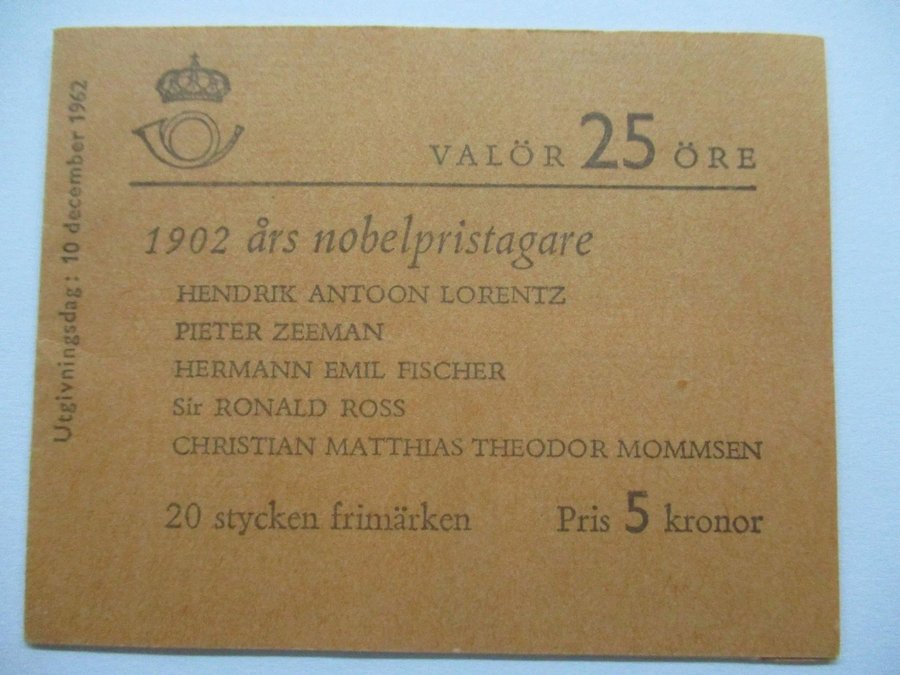 Utgivningsdag: 10 december 1962
VALÖR 25 ÖRE
1902 års nobelpristagare
HENDRIK ANTOON LORENTZ
PIETER ZEEMAN
HERMANN EMIL FISCHER
Sir RONALD ROSS
CHRISTIAN MATTHIAS THEODOR MOMMSEN
20 stycken frimärken Pris 5 kronor